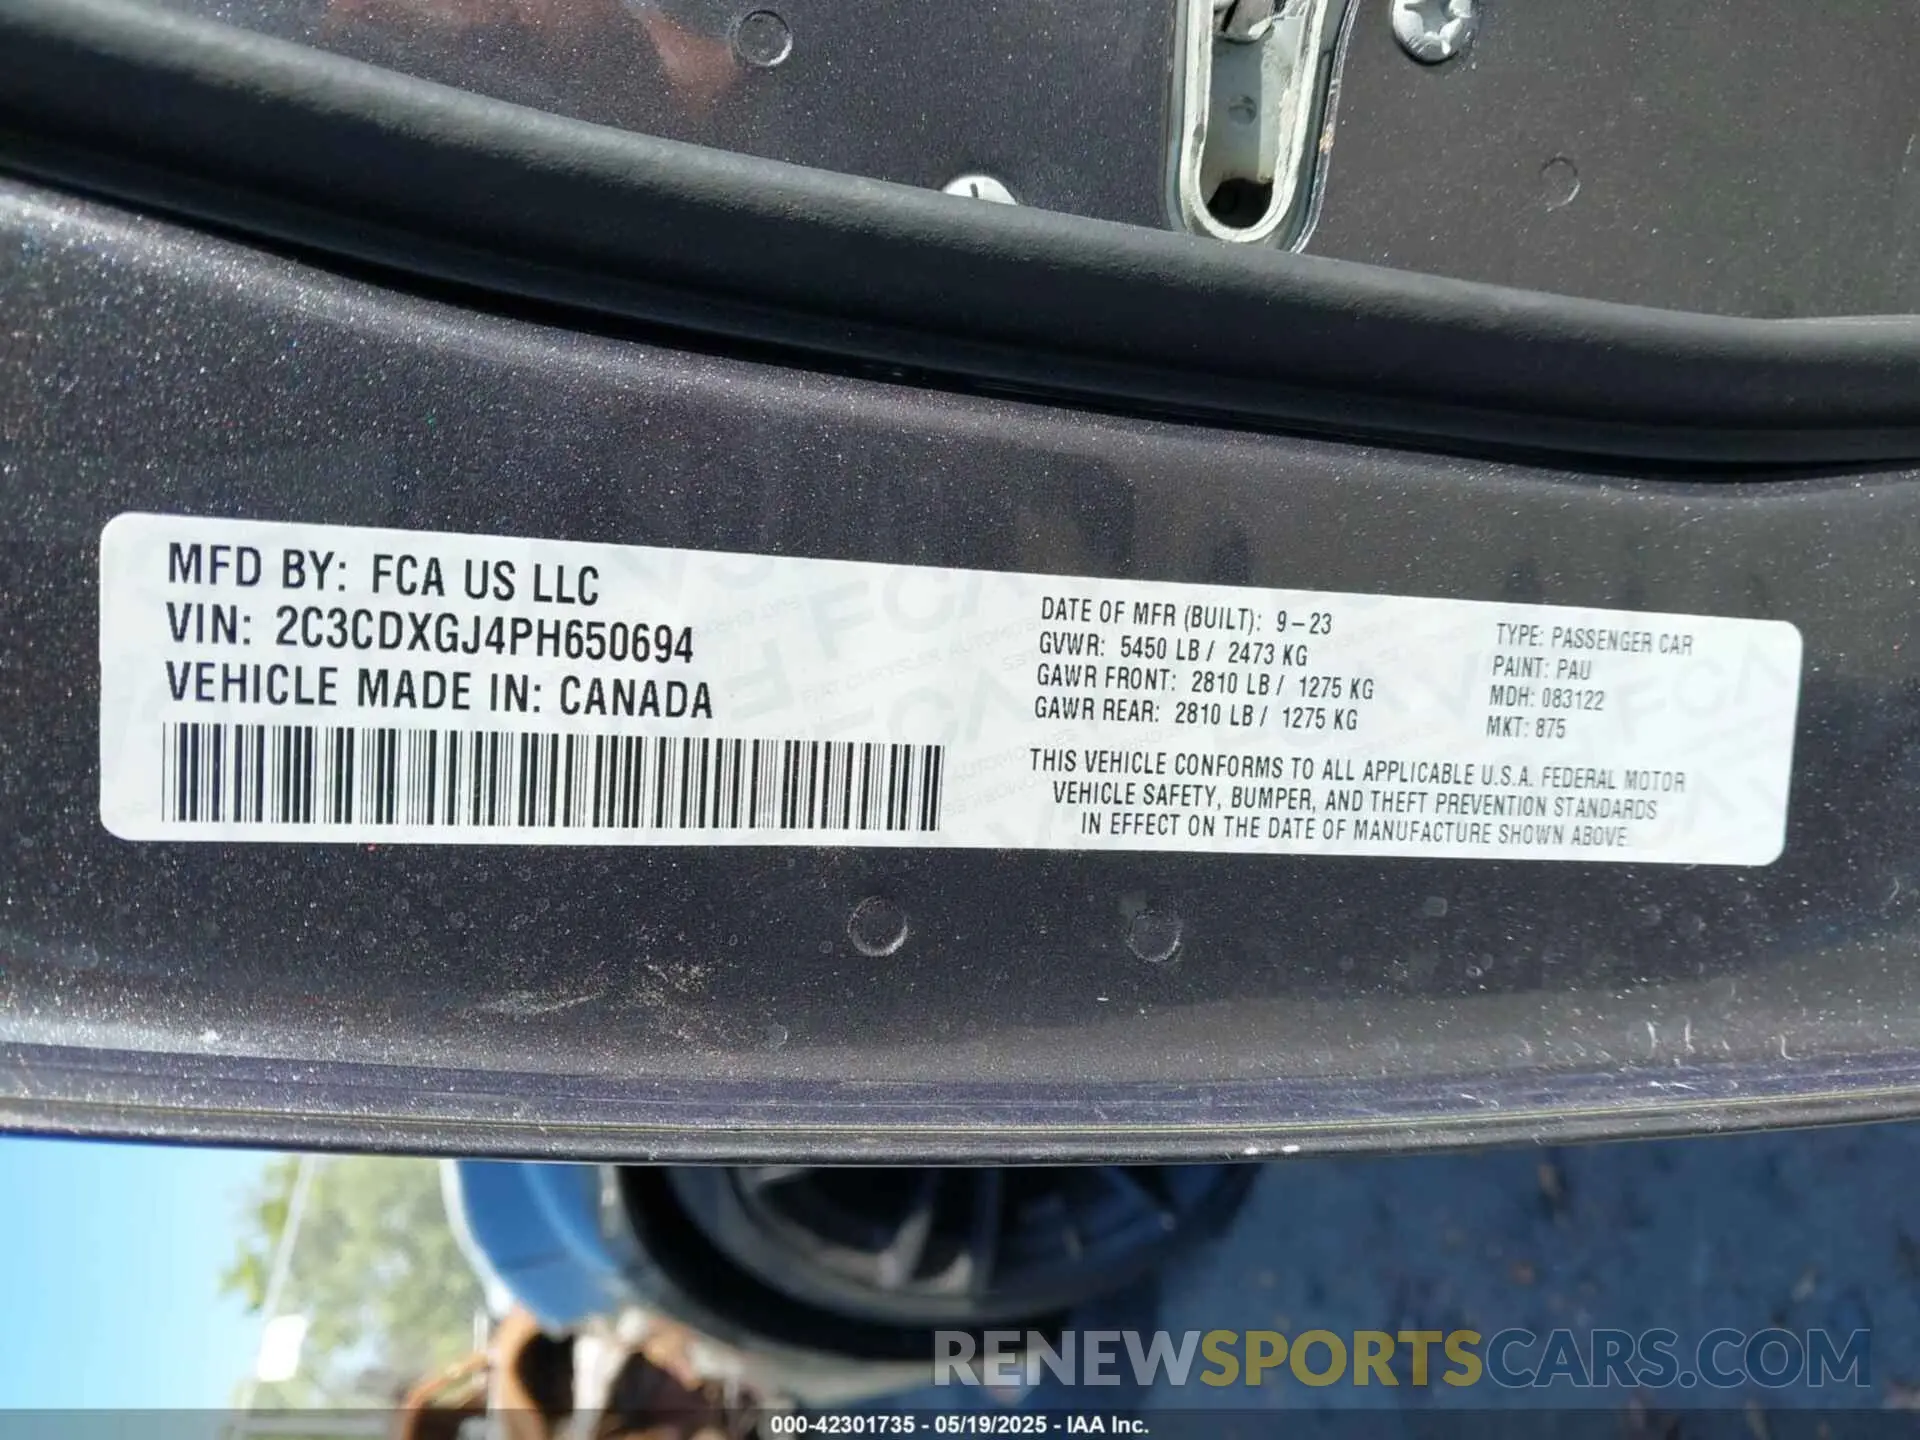 MFD BY: FCA US LLC
VIN: 2C3CDXGJ4PH650694
VEHICLE MADE IN: CANADA
DATE OF MFR (BUILT): 9-23
GVWR: 5450 LB / 2473 KG
GAWR FRONT: 2810 LB / 1275 KG
GAWR REAR: 2810 LB / 1275 KG
TYPE: PASSENGER CAR
PAINT: PAU
MDH: 083122
MKT: 875
THIS VEHICLE CONFORMS TO ALL APPLICABLE U.S.A. FEDERAL MOTOR
VEHICLE SAFETY, BUMPER, AND THEFT PREVENTION STANDARDS
IN EFFECT ON THE DATE OF MANUFACTURE SHOWN ABOVE.
RENEWSPORTSCARS.COM
000-42301735 - 05/19/2025 - IAA Inc.